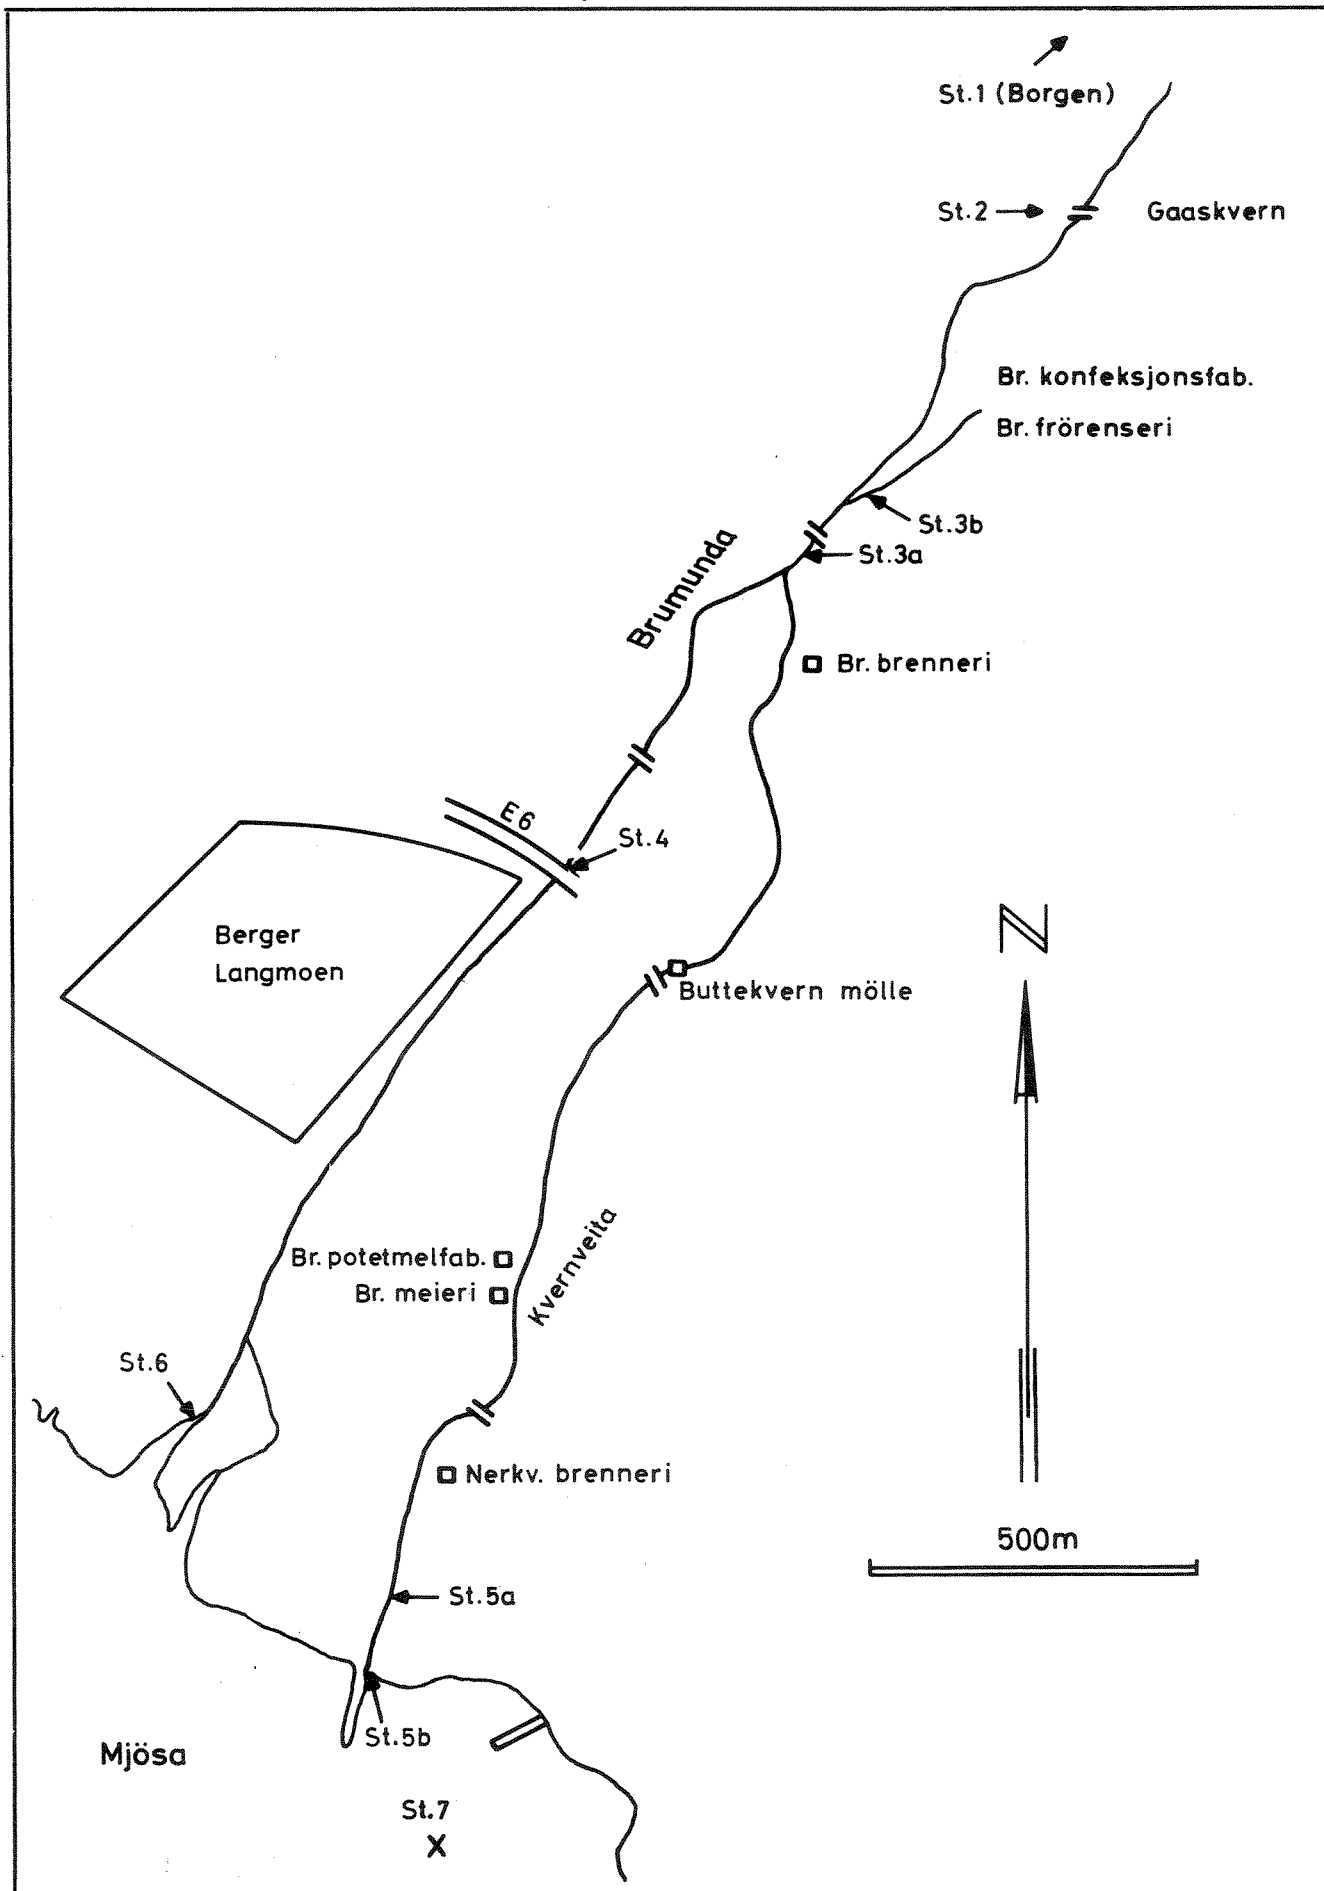 St.1 (Borgen)
St.2
Gaaskvern
Br. konfeksjonsfab.
Br. frörenseri
St.3b
St.3a
Brumunda
Br. brenneri
E6
St.4
Berger
Langmoen
N
Buttekvern mölle
Kvernveita
Br. potetmelfab.
Br. meieri
St.6
Nerkv. brenneri
500m
St.5a
St.5b
Mjösa
St.7
X